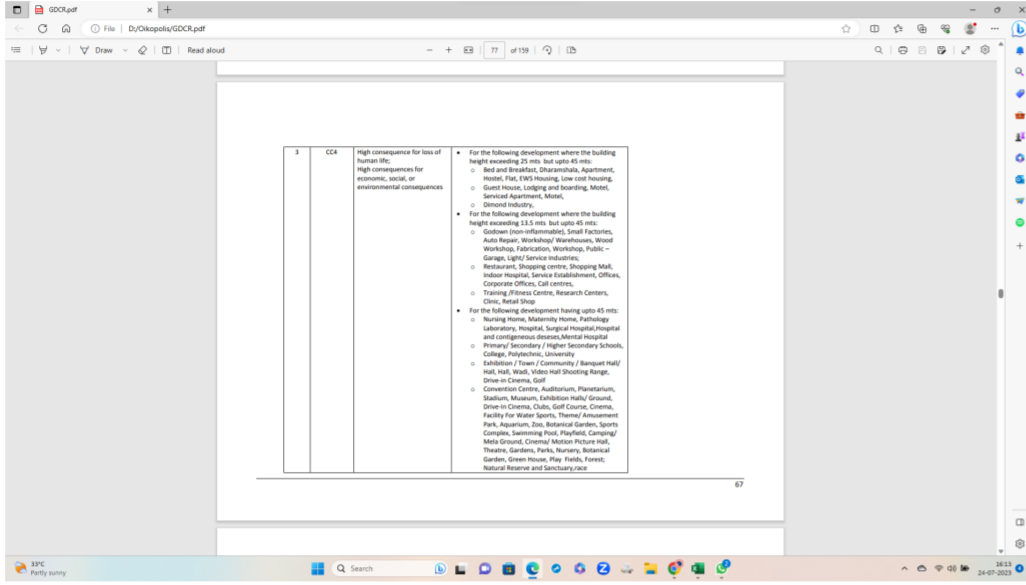 GDCR.pdf
File | D:/Oikopolis/GDCR.pdf
Draw
Read aloud
77 of 159
3 CC4 High consequence for loss of
human life;
High consequences for
economic, social, or
environmental consequences
• For the following development where the building
height exceeding 25 mts but upto 45 mts:
o Bed and Breakfast, Dharamshala, Apartment,
Hostel, Flat, EWS Housing, Low cost housing,
o Guest House, Lodging and boarding, Motel,
Serviced Apartment, Motel,
o Dimond Industry,
• For the following development where the building
height exceeding 13.5 mts but upto 45 mts:
o Godown (non-inflammable), Small Factories,
Auto Repair, Workshop/ Warehouses, Wood
Workshop, Fabrication, Workshop, Public –
Garage, Light/ Service Industries;
o Restaurant, Shopping centre, Shopping Mall,
Indoor Hospital, Service Establishment, Offices,
Corporate Offices, Call centres,
o Training /Fitness Centre, Research Centers,
Clinic, Retail Shop
• For the following development having upto 45 mts:
o Nursing Home, Maternity Home, Pathology
Laboratory, Hospital, Surgical Hospital,Hospital
and contigeneous deseses,Mental Hospital
o Primary/ Secondary / Higher Secondary Schools,
College, Polytechnic, University
o Exhibition / Town / Community / Banquet Hall/
Hall, Hall, Wadi, Video Hall Shooting Range,
Drive-in Cinema, Golf
o Convention Centre, Auditorium, Planetarium,
Stadium, Museum, Exhibition Halls/ Ground,
Drive-in Cinema, Clubs, Golf Course, Cinema,
Facility For Water Sports, Theme/ Amusement
Park, Aquarium, Zoo, Botanical Garden, Sports
Complex, Swimming Pool, Playfield, Camping/
Mela Ground, Cinema/ Motion Picture Hall,
Theatre, Gardens, Parks, Nursery, Botanical
Garden, Green House, Play Fields, Forest;
Natural Reserve and Sanctuary,race
67
33°C
Partly sunny
Search
16:13
24-07-2023